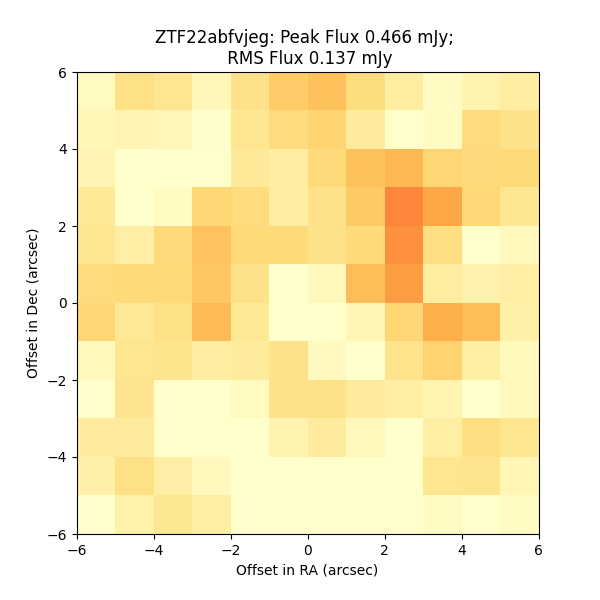 ZTF22abfvjeg: Peak Flux 0.466 mJy;
RMS Flux 0.137 mJy
6
4
2
0
−2
−4
−6
Offset in Dec (arcsec)
−6 −4 −2 0 2 4 6
Offset in RA (arcsec)